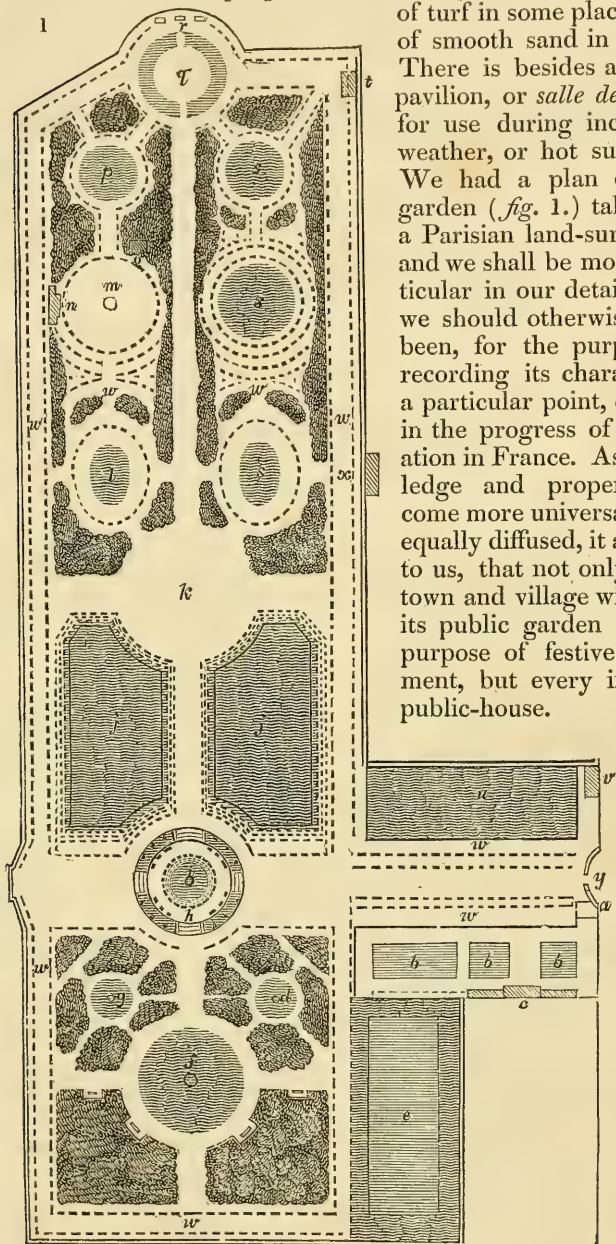 1
of turf in some plac
of smooth sand in
There is besides a
pavilion, or salle de
for use during inc
weather, or hot su
We had a plan
garden (fig. 1.) tal
a Parisian land-sur
and we shall be mo
ticular in our detai
we should otherwis
been, for the purp
recording its chara
a particular point,
in the progress of
ation in France. As
ledge and proper
come more universa
equally diffused, it a
to us, that not only
town and village wi
its public garden
purpose of festive
ment, but every i
public-house.
r
t
p
s
m
n
s
w
w
w
w
x
l
s
k
i
u
v
w
h
y
a
w
w
b
b
b
g
d
c
f
e
w